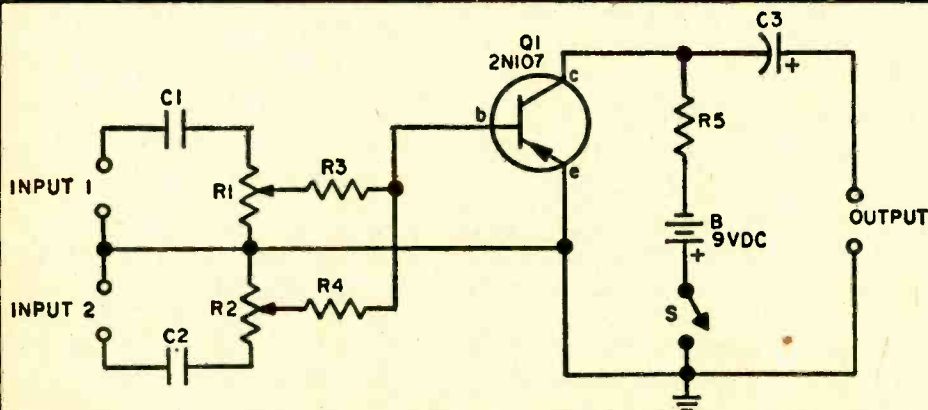 C3
+
Q1
2N107
c
C1
b
R5
R3
e
INPUT 1
R1
B
9VDC
+
OUTPUT
R4
INPUT 2
R2
S
C2